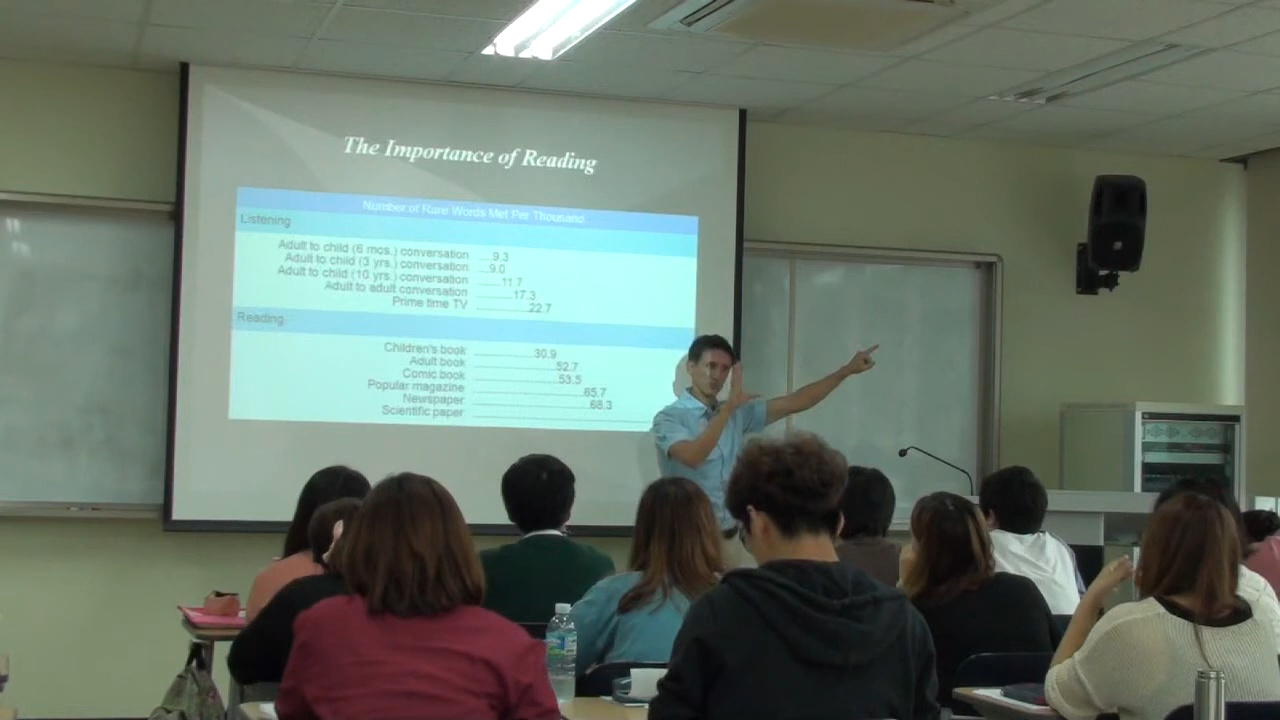 The Importance of Reading
Number of Rare Words Met Per Thousand
Listening
Adult to child (6 mos.) conversation .....9.3
Adult to child (3 yrs.) conversation ....9.0
Adult to child (10 yrs.) conversation ..........11.7
Adult to adult conversation ..............17.3
Prime time TV .....................22.7
Reading
Children's book .......................30.9
Adult book ...............................52.7
Comic book ................................53.5
Popular magazine ..........................................65.7
Newspaper ............................................68.3
Scientific paper